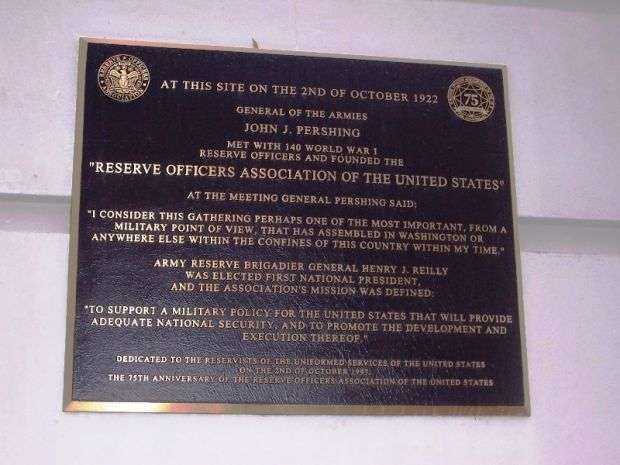 RESERVE OFFICERS
ASSOCIATION
75
AT THIS SITE ON THE 2ND OF OCTOBER 1922
GENERAL OF THE ARMIES
JOHN J. PERSHING
MET WITH 140 WORLD WAR I
RESERVE OFFICERS AND FOUNDED THE
"RESERVE OFFICERS ASSOCIATION OF THE UNITED STATES"
AT THE MEETING GENERAL PERSHING SAID:
"I CONSIDER THIS GATHERING PERHAPS ONE OF THE MOST IMPORTANT, FROM A
MILITARY POINT OF VIEW, THAT HAS ASSEMBLED IN WASHINGTON OR
ANYWHERE ELSE WITHIN THE CONFINES OF THIS COUNTRY WITHIN MY TIME."
ARMY RESERVE BRIGADIER GENERAL HENRY J. REILLY
WAS ELECTED FIRST NATIONAL PRESIDENT,
AND THE ASSOCIATION'S MISSION WAS DEFINED:
"TO SUPPORT A MILITARY POLICY FOR THE UNITED STATES THAT WILL PROVIDE
ADEQUATE NATIONAL SECURITY, AND TO PROMOTE THE DEVELOPMENT AND
EXECUTION THEREOF."
DEDICATED TO THE RESERVISTS OF THE UNIFORMED SERVICES OF THE UNITED STATES
ON THE 2ND OF OCTOBER 1997,
THE 75TH ANNIVERSARY OF THE RESERVE OFFICERS ASSOCIATION OF THE UNITED STATES